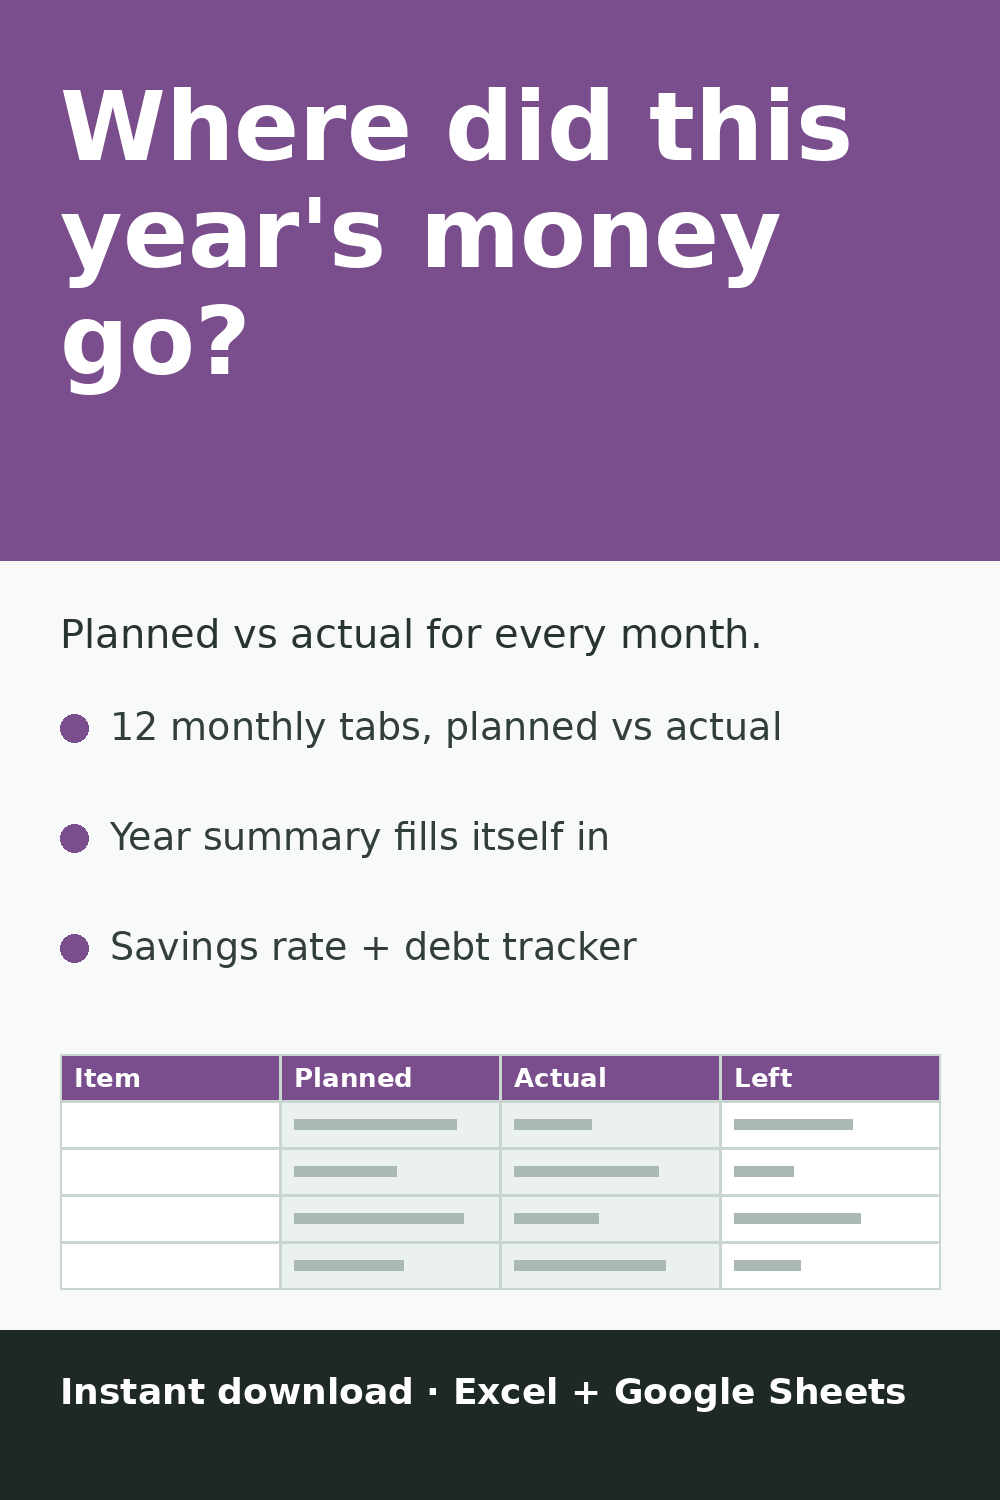 Where did this
year's money
go?
Planned vs actual for every month.
12 monthly tabs, planned vs actual
Year summary fills itself in
Savings rate + debt tracker
Item Planned Actual Left
Instant download · Excel + Google Sheets